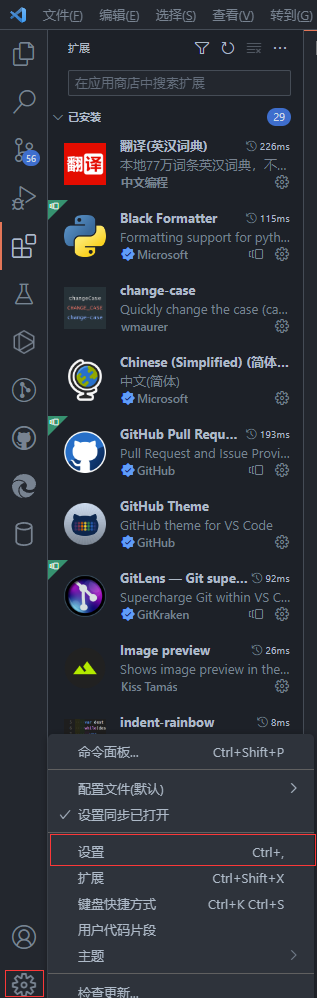 文件(F) 编辑(E) 选择(S) 查看(V) 转到(G)
扩展
在应用商店中搜索扩展
已安装 29
56
翻译
翻译(英汉词典) 226ms
本地77万词条英汉词典，不...
中文编程
Black Formatter 115ms
Formatting support for pyth...
Microsoft
changeCase
CHANGE_CASE
change-case
change-case
Quickly change the case (ca...
wmaurer
Chinese (Simplified) (简体...
中文(简体)
Microsoft
GitHub Pull Requ... 193ms
Pull Request and Issue Provi...
GitHub
GitHub Theme
GitHub theme for VS Code
GitHub
GitLens — Git supe... 92ms
Supercharge Git within VS C...
GitKraken
Image preview 26ms
Shows image preview in the...
Kiss Tamás
indent-rainbow 8ms
命令面板... Ctrl+Shift+P
配置文件(默认)
设置同步已打开
设置 Ctrl+,
扩展 Ctrl+Shift+X
键盘快捷方式 Ctrl+K Ctrl+S
用户代码片段
主题
检查更新...